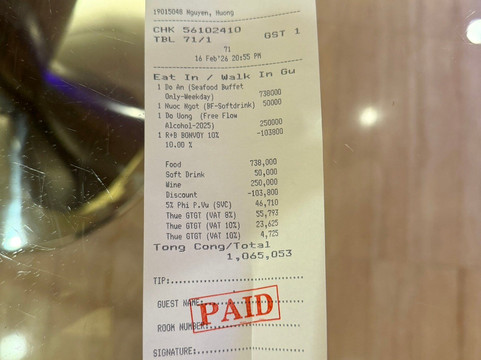 19015048 Nguyen, Huong
CHK 56102410 GST 1
TBL 71/1
71
16 Feb'26 20:55 PM
Eat In / Walk In Gu
1 Do An (Seafood Buffet
Only-Weekday) 738000
1 Nuoc Ngot (BF-Softdrink) 50000
1 Do Uong (Free Flow
Alcohol-2025) 250000
1 R+B BONVOY 10% -103800
10.00 %
Food 738,000
Soft Drink 50,000
Wine 250,000
Discount -103,800
5% Phi P.Vu (SVC) 46,710
Thue GTGT (VAT 8%) 55,793
Thue GTGT (VAT 10%) 23,625
Thue GTGT (VAT 10%) 4,725
Tong Cong/Total
1,065,053
TIP:
GUEST NAME:
PAID
ROOM NUMBER:
SIGNATURE: